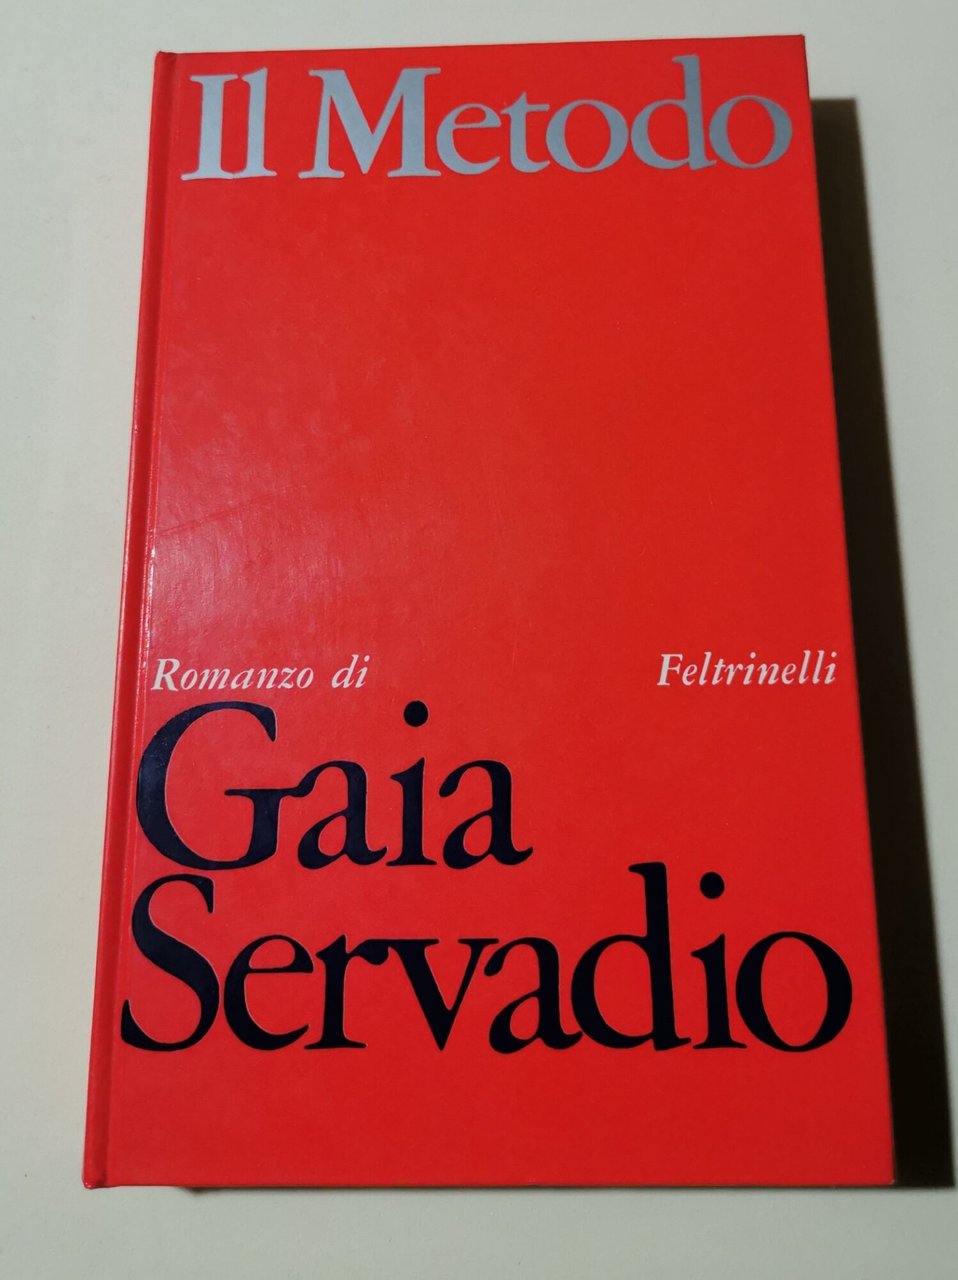 Il Metodo
Romanzo di
Feltrinelli
Gaia
Servadio